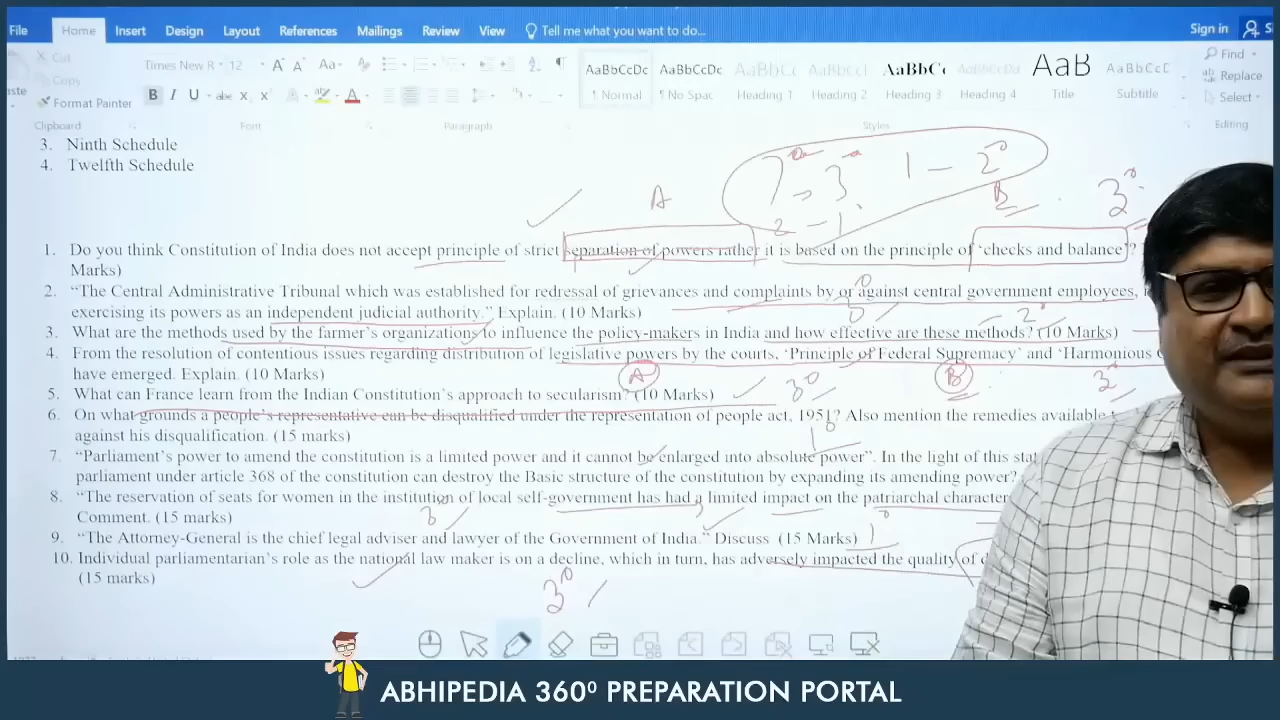 File Home Insert Design Layout References Mailings Review View Tell me what you want to do... Sign in
Cut Times New R 12 AaBbCcDc AaBbCcDc AaBbCc AaBbCcI AaBbCc AaBbCcDc AaB AaBbCcD Find
Copy Replace
Format Painter B I U abc ¶ Normal ¶ No Spac Heading 1 Heading 2 Heading 3 Heading 4 Title Subtitle Select
Clipboard Font Paragraph Styles Editing
3. Ninth Schedule
4. Twelfth Schedule
7 = 3 1 - 2
2 - 1
A B 3
1. Do you think Constitution of India does not accept principle of strict separation of powers rather it is based on the principle of 'checks and balance'?
Marks)
2. "The Central Administrative Tribunal which was established for redressal of grievances and complaints by or against central government employees,
exercising its powers as an independent judicial authority." Explain. (10 Marks)
3. What are the methods used by the farmer's organizations to influence the policy-makers in India and how effective are these methods? (10 Marks)
4. From the resolution of contentious issues regarding distribution of legislative powers by the courts, 'Principle of Federal Supremacy' and 'Harmonious
have emerged. Explain. (10 Marks)
A B
5. What can France learn from the Indian Constitution's approach to secularism? (10 Marks)
6. On what grounds a people's representative can be disqualified under the representation of people act, 1951? Also mention the remedies available
against his disqualification. (15 marks)
7. "Parliament's power to amend the constitution is a limited power and it cannot be enlarged into absolute power". In the light of this
parliament under article 368 of the constitution can destroy the Basic structure of the constitution by expanding its amending power?
8. "The reservation of seats for women in the institution of local self-government has had a limited impact on the patriarchal character
Comment. (15 marks)
9. "The Attorney-General is the chief legal adviser and lawyer of the Government of India." Discuss (15 Marks)
10. Individual parliamentarian's role as the national law maker is on a decline, which in turn, has adversely impacted the quality of
(15 marks)
3
ABHIPEDIA 360⁰ PREPARATION PORTAL